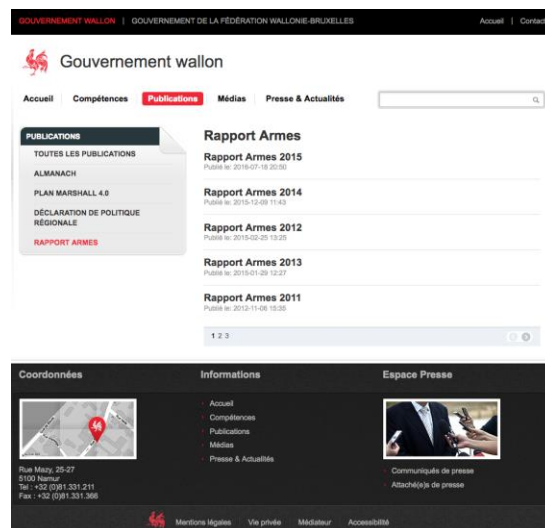 GOUVERNEMENT WALLON | GOUVERNEMENT DE LA FÉDÉRATION WALLONIE-BRUXELLES
Accueil | Contact
Gouvernement wallon
Accueil Compétences Publications Médias Presse & Actualités
PUBLICATIONS
TOUTES LES PUBLICATIONS
ALMANACH
PLAN MARSHALL 4.0
DÉCLARATION DE POLITIQUE
RÉGIONALE
RAPPORT ARMES
Rapport Armes
Rapport Armes 2015
Publié le: 2016-07-18 20:50
Rapport Armes 2014
Publié le: 2015-12-09 11:43
Rapport Armes 2012
Publié le: 2015-02-25 13:25
Rapport Armes 2013
Publié le: 2015-01-29 12:27
Rapport Armes 2011
Publié le: 2012-11-06 15:35
1 2 3
Coordonnées
Rue Mazy, 25-27
5100 Namur
Tel : +32 (0)81.331.211
Fax : +32 (0)81.331.366
Informations
Accueil
Compétences
Publications
Médias
Presse & Actualités
Espace Presse
Communiqués de presse
Attaché(e)s de presse
Mentions légales Vie privée Médiateur Accessibilité